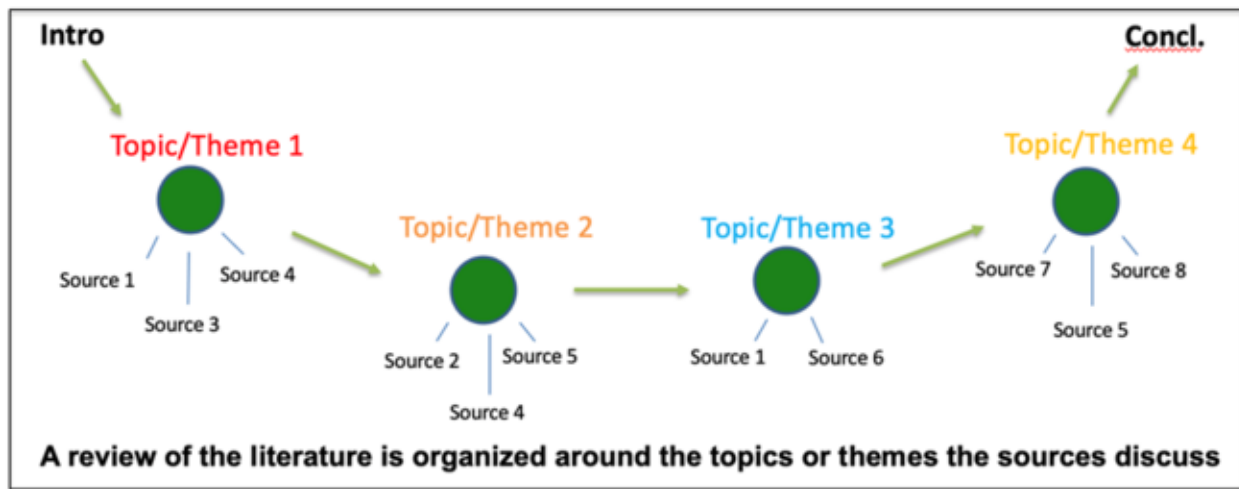 Intro
Concl.
Topic/Theme 1
Topic/Theme 4
Topic/Theme 2
Topic/Theme 3
Source 1
Source 4
Source 3
Source 7
Source 8
Source 5
Source 2
Source 5
Source 4
Source 1
Source 6
A review of the literature is organized around the topics or themes the sources discuss